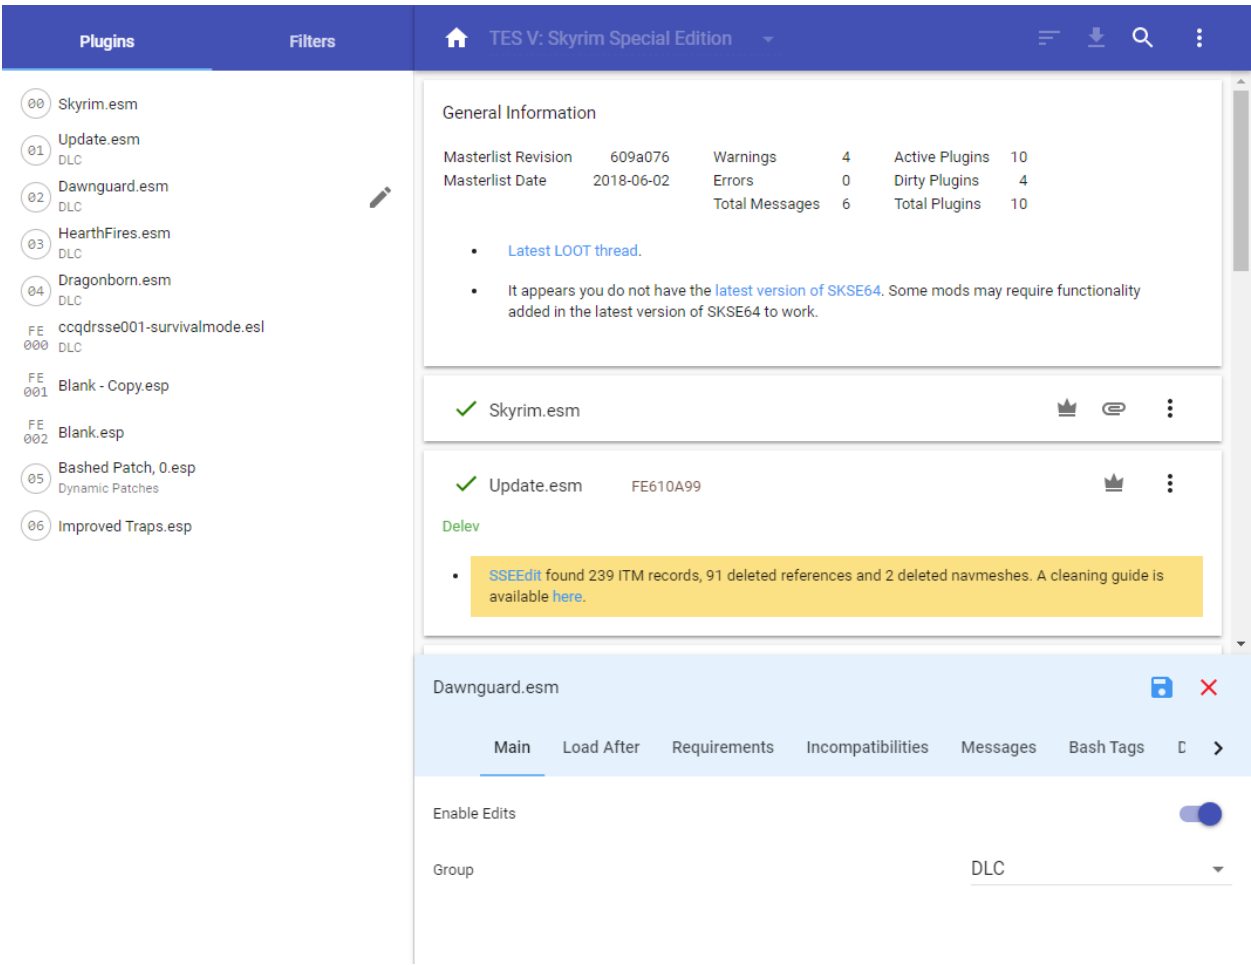 Plugins
Filters
TES V: Skyrim Special Edition
00 Skyrim.esm
01 Update.esm
DLC
02 Dawnguard.esm
DLC
03 HearthFires.esm
DLC
04 Dragonborn.esm
DLC
FE 000 ccqdrsse001-survivalmode.esl
DLC
FE 001 Blank - Copy.esp
FE 002 Blank.esp
05 Bashed Patch, 0.esp
Dynamic Patches
06 Improved Traps.esp
General Information
Masterlist Revision 609a076 Warnings 4 Active Plugins 10
Masterlist Date 2018-06-02 Errors 0 Dirty Plugins 4
Total Messages 6 Total Plugins 10
• Latest LOOT thread.
• It appears you do not have the latest version of SKSE64. Some mods may require functionality
added in the latest version of SKSE64 to work.
Skyrim.esm
Update.esm FE610A99
Delev
• SSEEdit found 239 ITM records, 91 deleted references and 2 deleted navmeshes. A cleaning guide is
available here.
Dawnguard.esm
Main Load After Requirements Incompatibilities Messages Bash Tags
Enable Edits
Group DLC